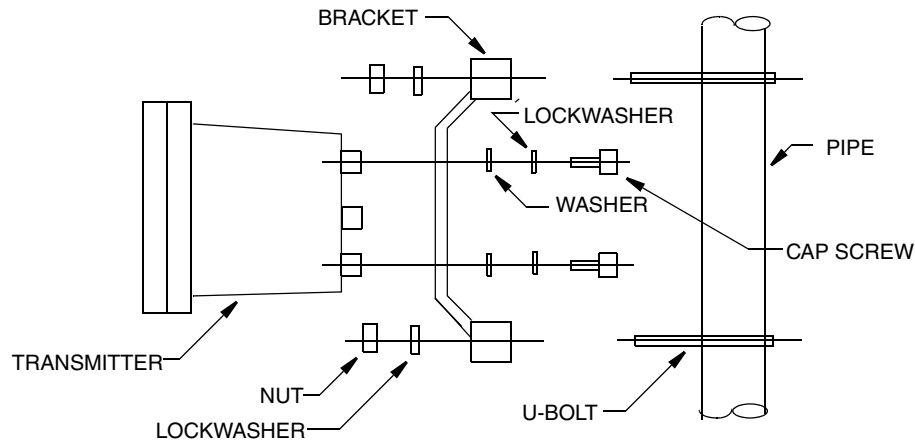 BRACKET
LOCKWASHER
PIPE
WASHER
CAP SCREW
TRANSMITTER
NUT
U-BOLT
LOCKWASHER